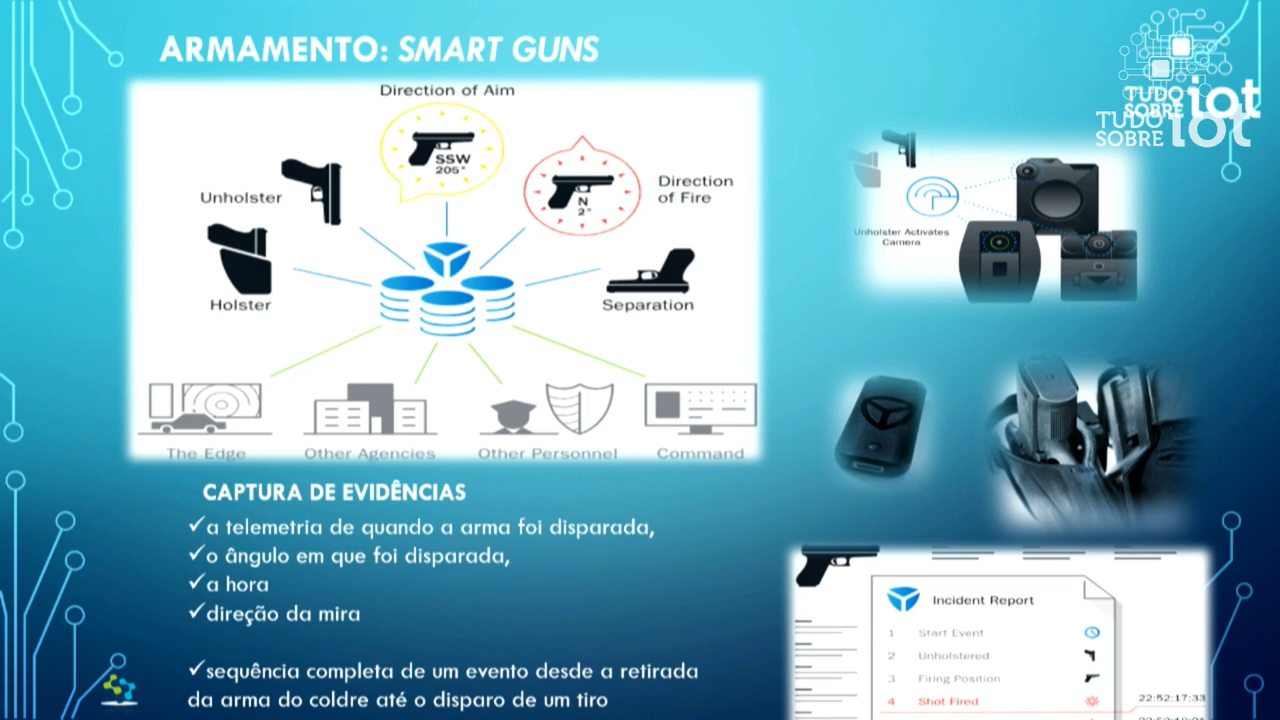 ARMAMENTO: SMART GUNS
TUDO
SOBRE iot
TUDO
SOBRE iot
Direction of Aim
SSW
205°
Unholster
N
2°
Direction
of Fire
Holster
Separation
The Edge
Other Agencies
Other Personnel
Command
Unholster Activates
Camera
CAPTURA DE EVIDÊNCIAS
✓a telemetria de quando a arma foi disparada,
✓o ângulo em que foi disparada,
✓a hora
✓direção da mira
✓sequência completa de um evento desde a retirada
da arma do coldre até o disparo de um tiro
Incident Report
1 Start Event
2 Unholstered
3 Firing Position
4 Shot Fired 22:52:17:33